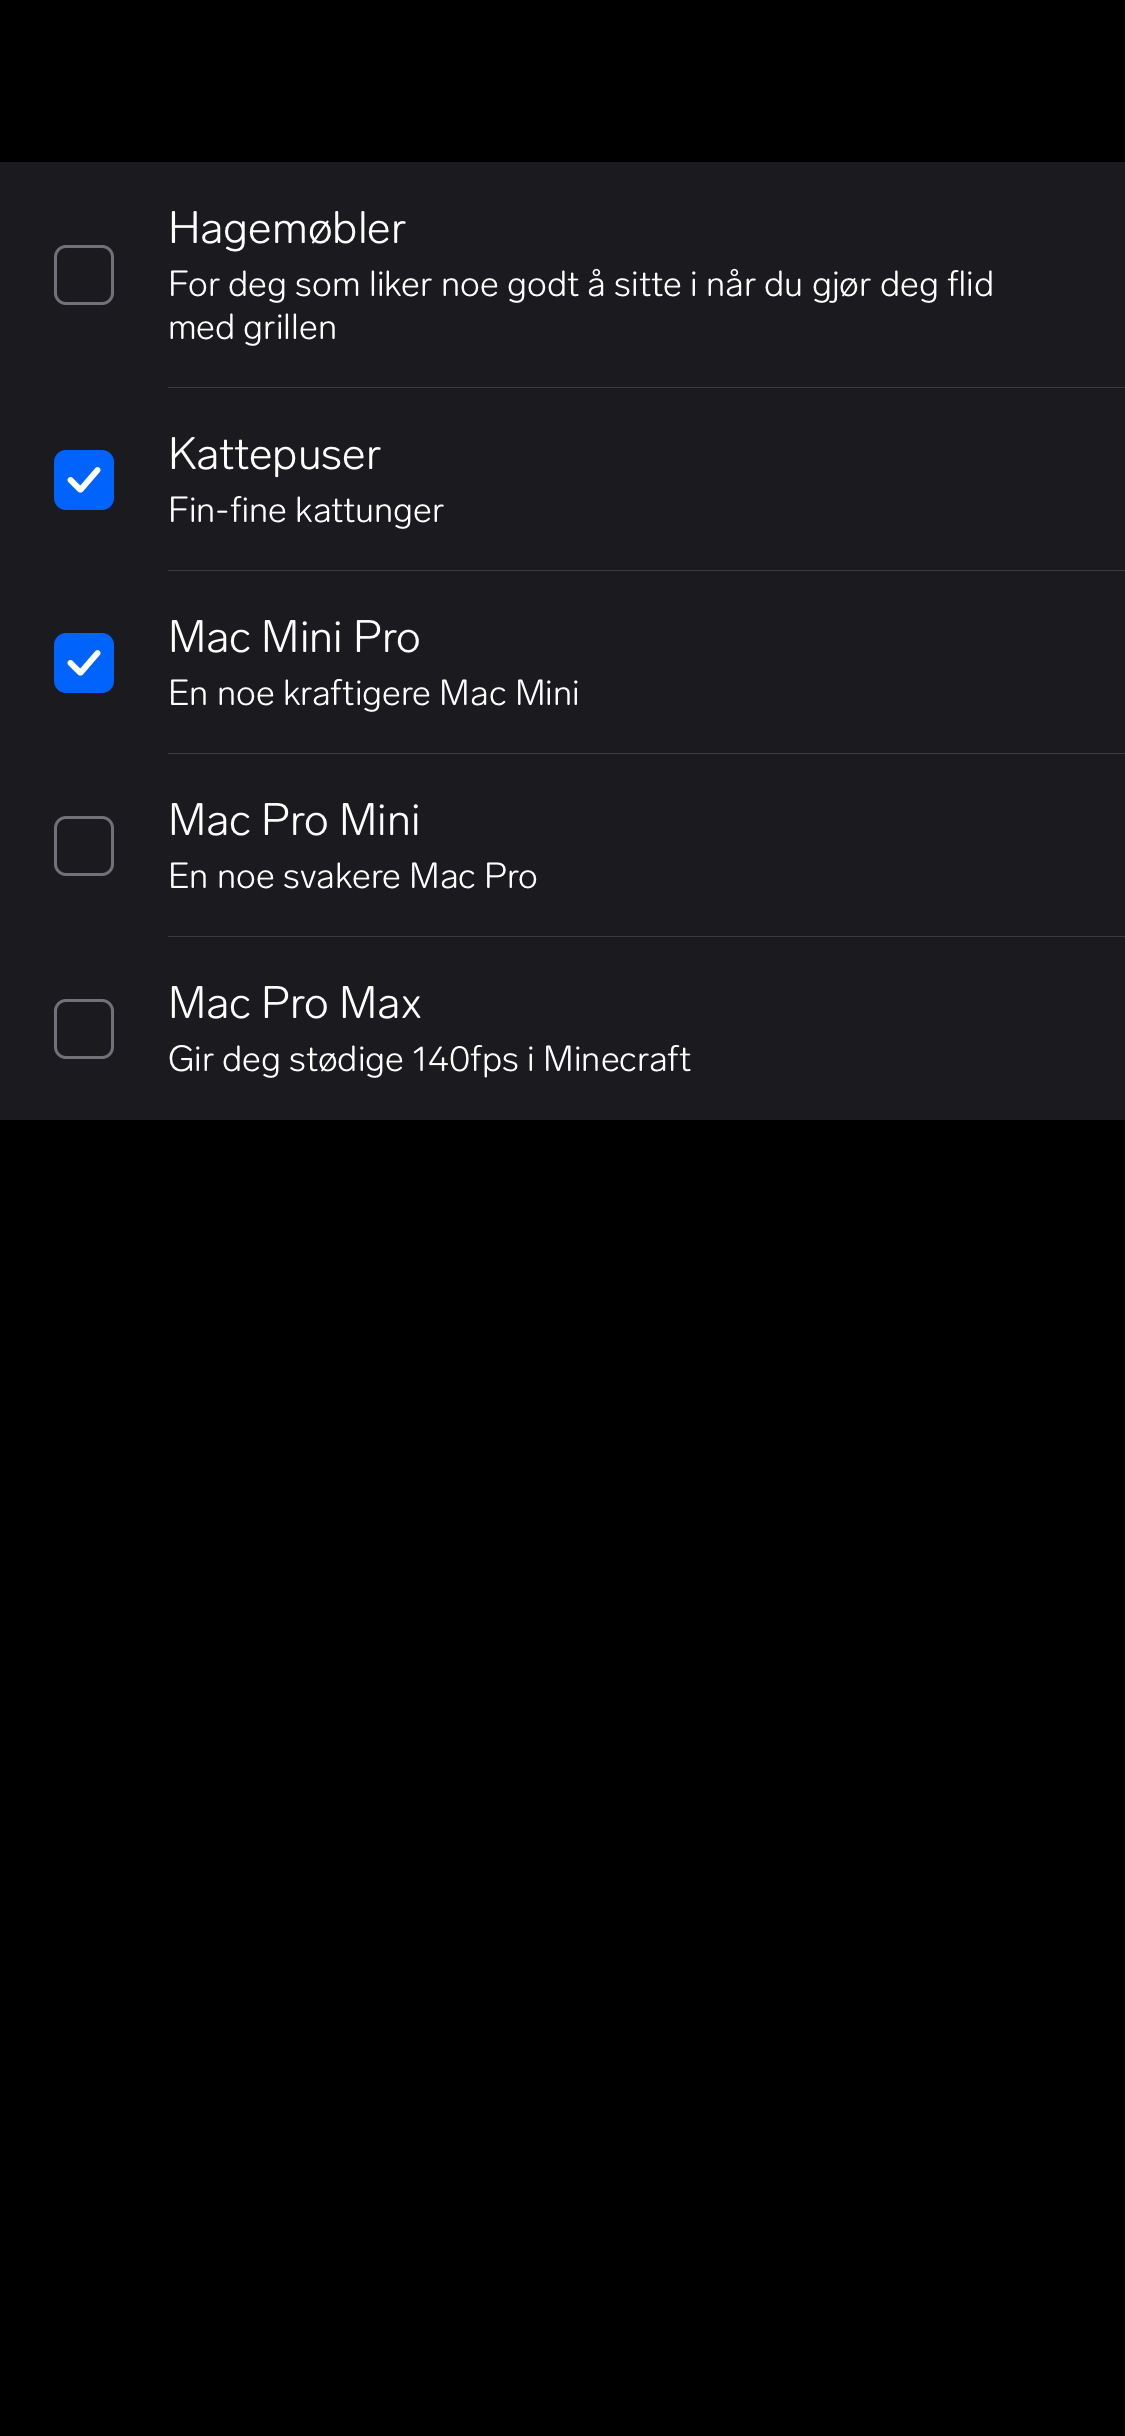 Hagemøbler
For deg som liker noe godt å sitte i når du gjør deg flid
med grillen
Kattepuser
Fin-fine kattunger
Mac Mini Pro
En noe kraftigere Mac Mini
Mac Pro Mini
En noe svakere Mac Pro
Mac Pro Max
Gir deg stødige 140fps i Minecraft